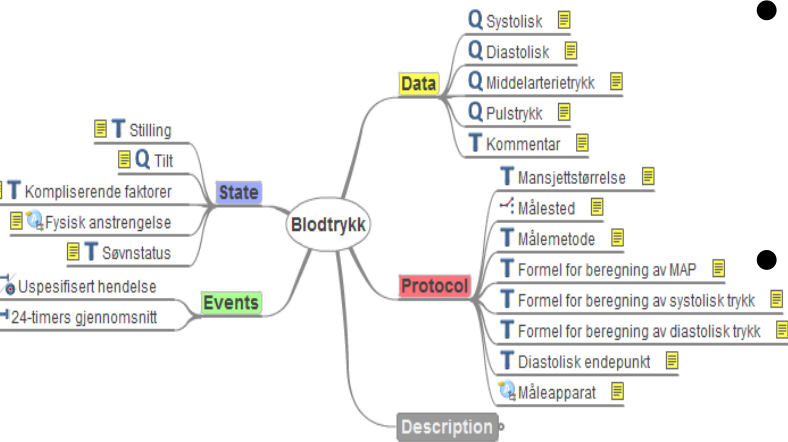 Blodtrykk
Data
Q Systolisk
Q Diastolisk
Q Middelarterietrykk
Q Pulstrykk
T Kommentar
Protocol
T Mansjettstørrelse
Målested
T Målemetode
T Formel for beregning av MAP
T Formel for beregning av systolisk trykk
T Formel for beregning av diastolisk trykk
T Diastolisk endepunkt
Måleapparat
Description
State
T Stilling
Q Tilt
T Kompliserende faktorer
Fysisk anstrengelse
T Søvnstatus
Events
Uspesifisert hendelse
24-timers gjennomsnitt